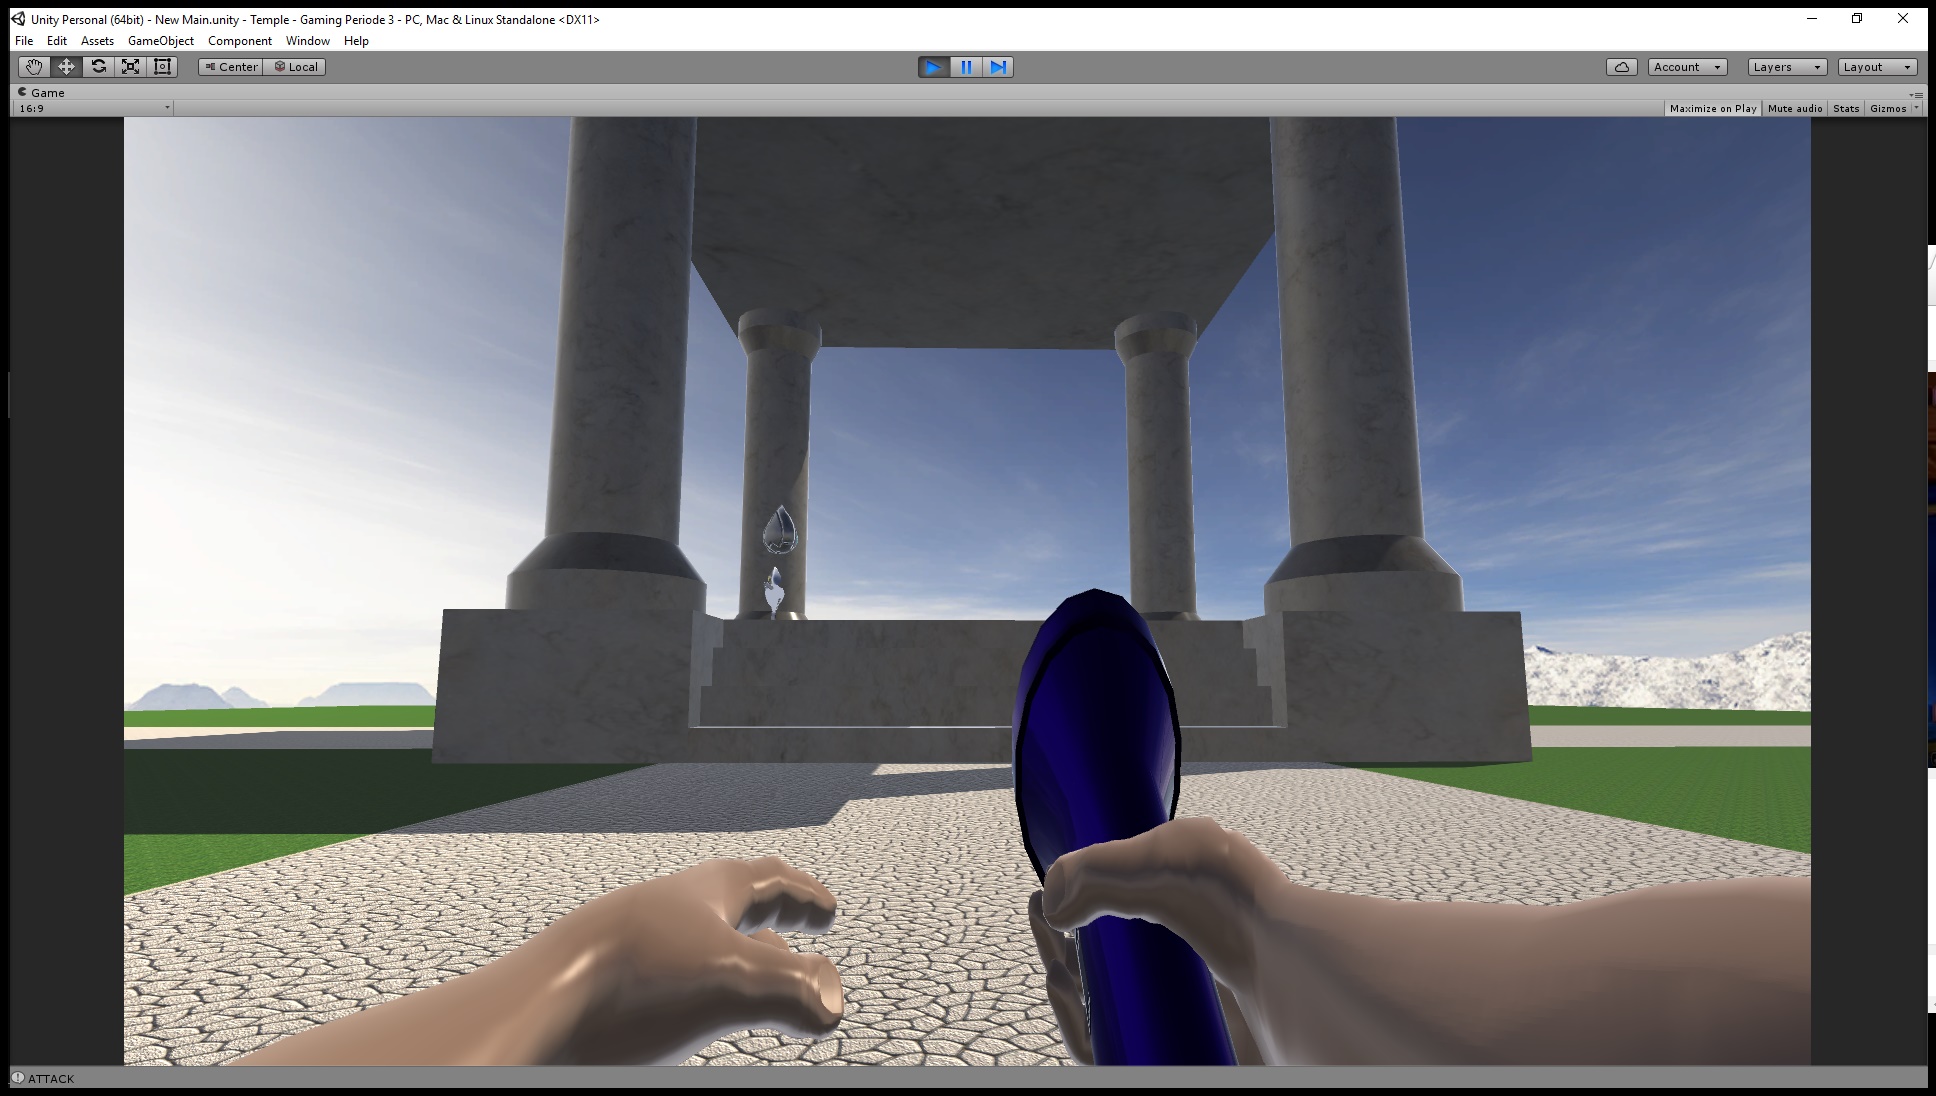 Unity Personal (64bit) - New Main.unity - Temple - Gaming Periode 3 - PC, Mac & Linux Standalone <DX11>
File Edit Assets GameObject Component Window Help
Center Local Account Layers Layout
Game
16:9 Maximize on Play Mute audio Stats Gizmos
ATTACK